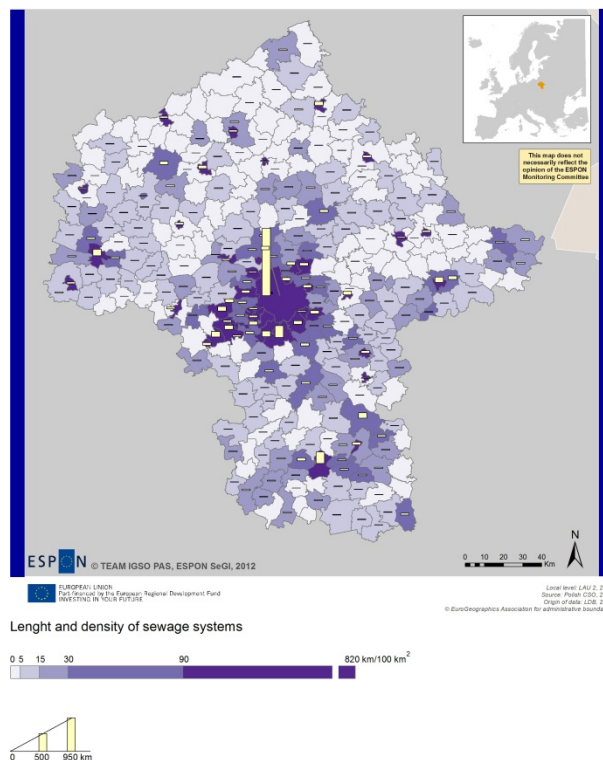 This map does not
necessarily reflect the
opinion of the ESPON
Monitoring Committee
N
0 10 20 30 40
Km
ESPON © TEAM IGSO PAS, ESPON SeGI, 2012
EUROPEAN UNION
Part-financed by the European Regional Development Fund
INVESTING IN YOUR FUTURE
Local level: LAU 2, 2
Source: Polish CSO, 2
Origin of data: LDB, 2
© EuroGeographics Association for administrative bounda
Lenght and density of sewage systems
0 5 15 30 90 820 km/100 km²
0 500 950 km